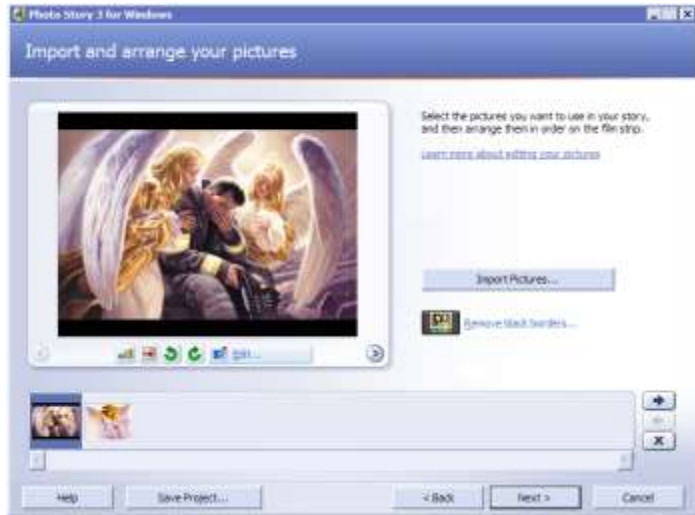 Photo Story 3 for Windows
Import and arrange your pictures
Select the pictures you want to use in your story,
and then arrange them in order on the film strip.
Learn more about editing your pictures
Import Pictures...
Remove black borders...
Edit...
Help
Save Project...
< Back
Next >
Cancel